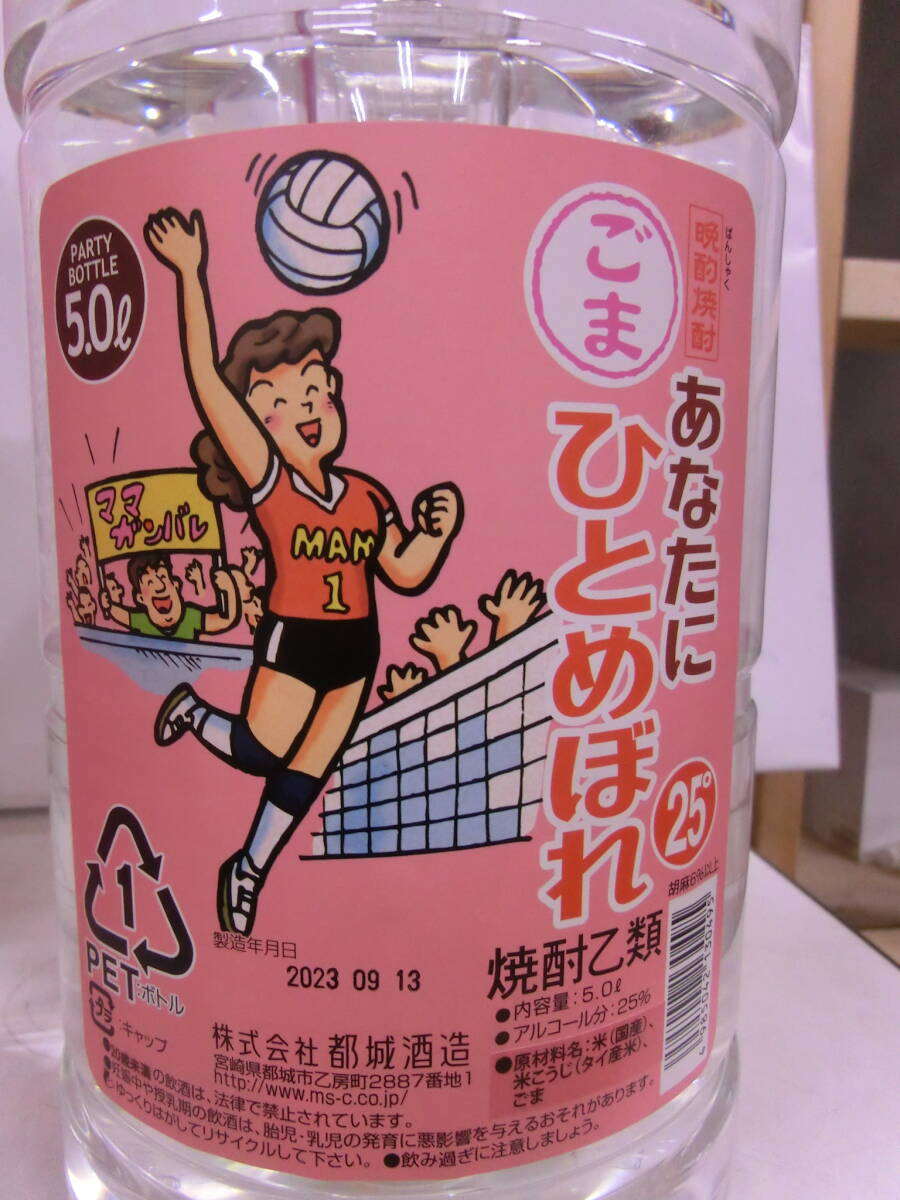 PARTY
BOTTLE
5.0ℓ
ごま
ばんしゃく
晩酌焼酎
あなたに
ひとめぼれ
25°
ママ
ガンバレ
MAM
1
胡麻6%以上
焼酎乙類
●内容量：5.0ℓ
●アルコール分：25%
●原材料名：米(国産)、
米こうじ(タイ産米)、
ごま
4 985042 130499
1
PET:ボトル
プラ:キャップ
製造年月日
2023 09 13
株式会社 都城酒造
宮崎県都城市乙房町2887番地1
http://www.ms-c.co.jp/
●20歳未満の飲酒は、法律で禁止されています。
●妊娠中や授乳期の飲酒は、胎児・乳児の発育に悪影響を与えるおそれがあります。
ゆっくりはがしてリサイクルして下さい。●飲み過ぎに注意しましょう。